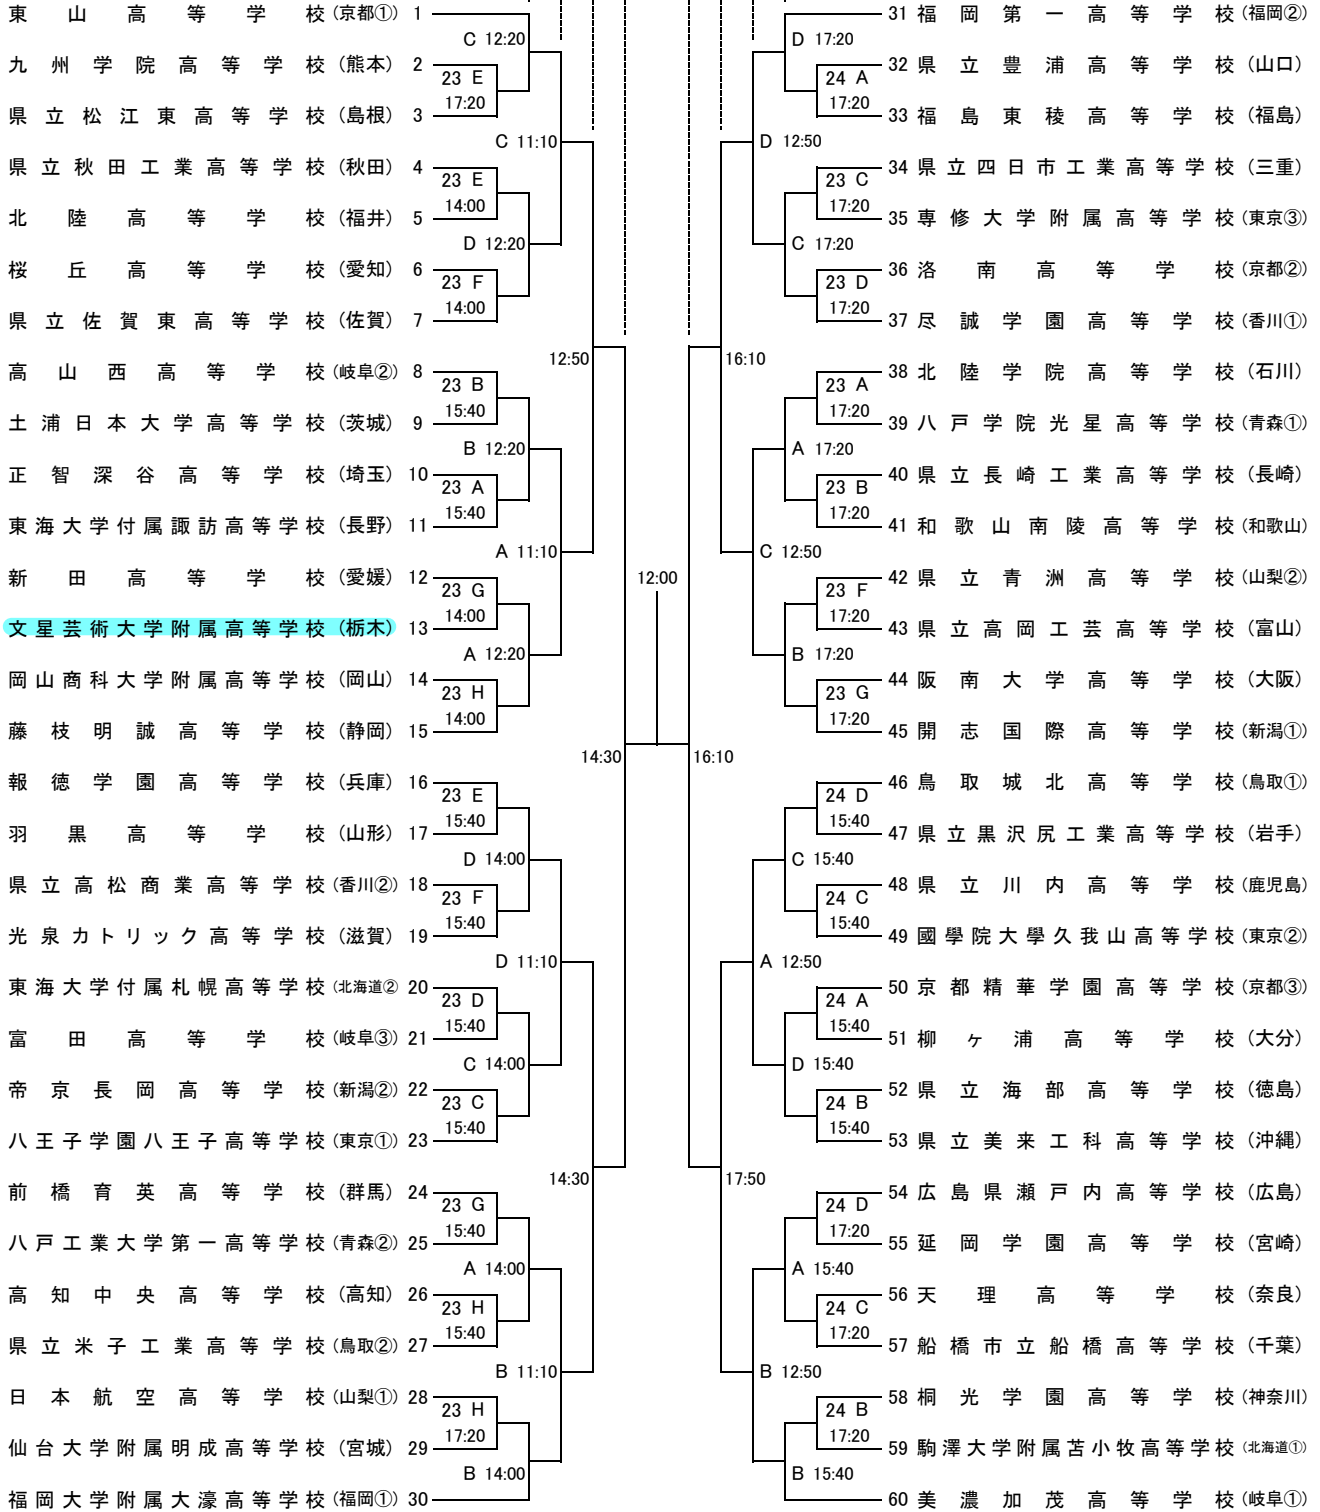 東山高等学校(京都①) 1
C 12:20
九州学院高等学校(熊本) 2
23 E
17:20
県立松江東高等学校(島根) 3
C 11:10
県立秋田工業高等学校(秋田) 4
23 E
14:00
北陸高等学校(福井) 5
D 12:20
桜丘高等学校(愛知) 6
23 F
14:00
県立佐賀東高等学校(佐賀) 7
12:50
高山西高等学校(岐阜②) 8
23 B
15:40
土浦日本大学高等学校(茨城) 9
B 12:20
正智深谷高等学校(埼玉) 10
23 A
15:40
東海大学付属諏訪高等学校(長野) 11
A 11:10
新田高等学校(愛媛) 12
23 G
14:00
文星芸術大学附属高等学校(栃木) 13
A 12:20
岡山商科大学附属高等学校(岡山) 14
23 H
14:00
藤枝明誠高等学校(静岡) 15
14:30
報徳学園高等学校(兵庫) 16
23 E
15:40
羽黒高等学校(山形) 17
D 14:00
県立高松商業高等学校(香川②) 18
23 F
15:40
光泉カトリック高等学校(滋賀) 19
D 11:10
東海大学付属札幌高等学校(北海道② 20
23 D
15:40
富田高等学校(岐阜③) 21
C 14:00
帝京長岡高等学校(新潟②) 22
23 C
15:40
八王子学園八王子高等学校(東京①) 23
14:30
前橋育英高等学校(群馬) 24
23 G
15:40
八戸工業大学第一高等学校(青森②) 25
A 14:00
高知中央高等学校(高知) 26
23 H
15:40
県立米子工業高等学校(鳥取②) 27
B 11:10
日本航空高等学校(山梨①) 28
23 H
17:20
仙台大学附属明成高等学校(宮城) 29
B 14:00
福岡大学附属大濠高等学校(福岡①) 30
12:00
31 福岡第一高等学校(福岡②)
D 17:20
32 県立豊浦高等学校(山口)
24 A
17:20
33 福島東稜高等学校(福島)
D 12:50
34 県立四日市工業高等学校(三重)
23 C
17:20
35 専修大学附属高等学校(東京③)
C 17:20
36 洛南高等学校(京都②)
23 D
17:20
37 尽誠学園高等学校(香川①)
16:10
38 北陸学院高等学校(石川)
23 A
17:20
39 八戸学院光星高等学校(青森①)
A 17:20
40 県立長崎工業高等学校(長崎)
23 B
17:20
41 和歌山南陵高等学校(和歌山)
C 12:50
42 県立青洲高等学校(山梨②)
23 F
17:20
43 県立高岡工芸高等学校(富山)
B 17:20
44 阪南大学高等学校(大阪)
23 G
17:20
45 開志国際高等学校(新潟①)
16:10
46 鳥取城北高等学校(鳥取①)
24 D
15:40
47 県立黒沢尻工業高等学校(岩手)
C 15:40
48 県立川内高等学校(鹿児島)
24 C
15:40
49 國學院大學久我山高等学校(東京②)
A 12:50
50 京都精華学園高等学校(京都③)
24 A
15:40
51 柳ヶ浦高等学校(大分)
D 15:40
52 県立海部高等学校(徳島)
24 B
15:40
53 県立美来工科高等学校(沖縄)
17:50
54 広島県瀬戸内高等学校(広島)
24 D
17:20
55 延岡学園高等学校(宮崎)
A 15:40
56 天理高等学校(奈良)
24 C
17:20
57 船橋市立船橋高等学校(千葉)
B 12:50
58 桐光学園高等学校(神奈川)
24 B
17:20
59 駒澤大学附属苫小牧高等学校(北海道①)
B 15:40
60 美濃加茂高等学校(岐阜①)